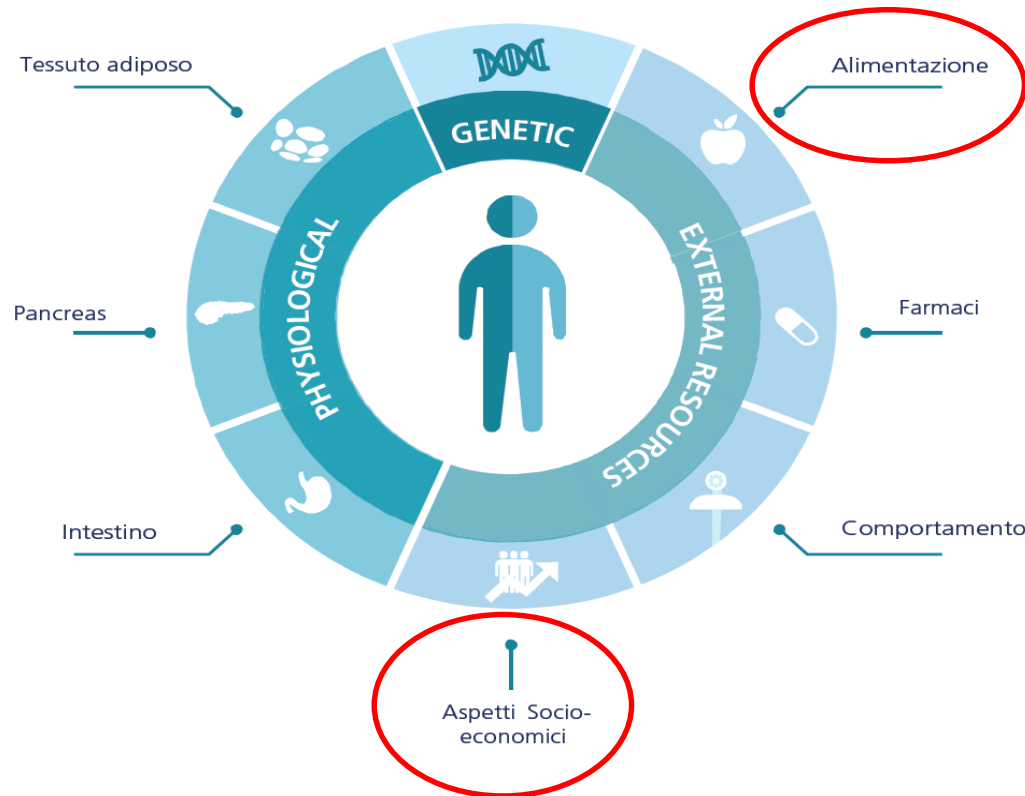 Tessuto adiposo
Alimentazione
GENETIC
PHYSIOLOGICAL
EXTERNAL RESOURCES
Pancreas
Farmaci
Intestino
Comportamento
Aspetti Socio-
economici